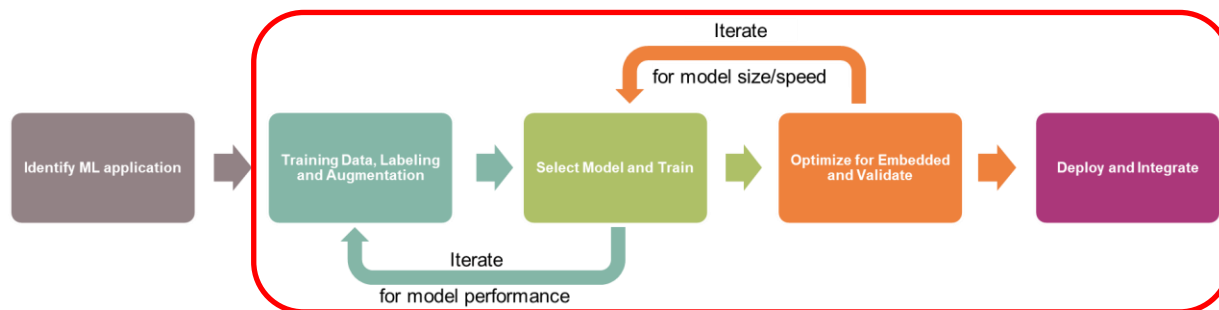 Iterate
for model size/speed
Identify ML application
Training Data, Labeling
and Augmentation
Select Model and Train
Optimize for Embedded
and Validate
Deploy and Integrate
Iterate
for model performance